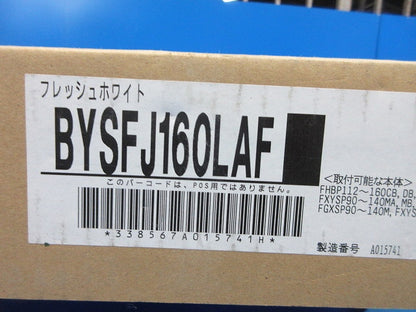 フレッシュホワイト
BYSFJ160LAF
このバーコードは、POS用ではありません。
*338567A015741H*
<取付可能な本体>
FHBP112～160CB, DB,
FXYSP90～140MA, MB,
FGXSP90～140M, FXYS
製造番号 A015741